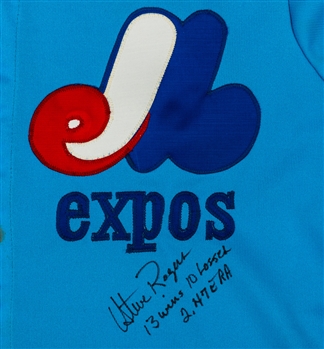 expos
Steve Rogers
13 wins 10 Losses
2.47 ERA